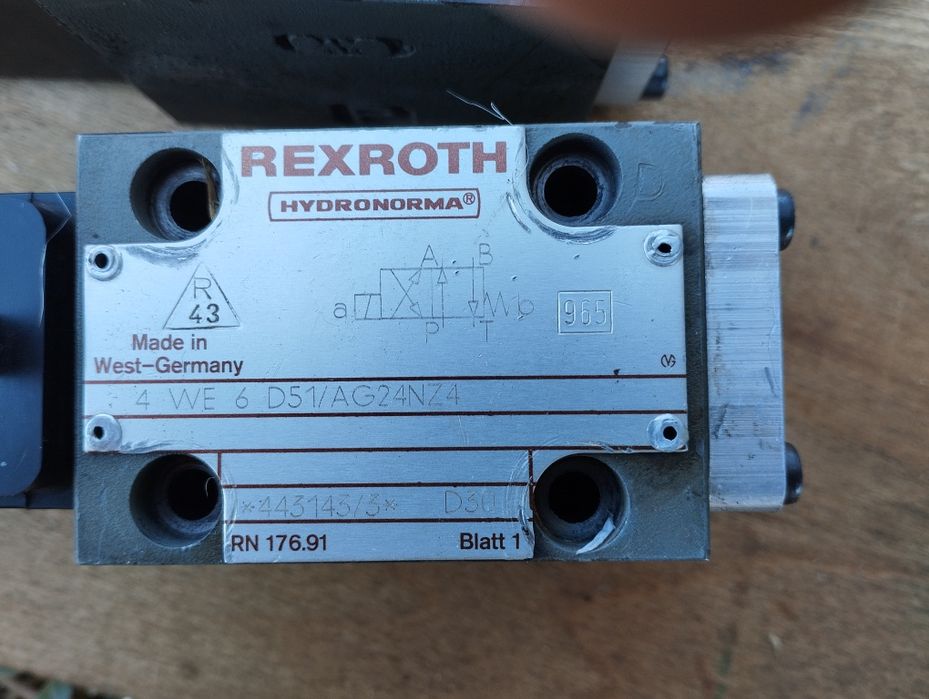 REXROTH
HYDRONORMA®
A B
R
43
a
b
965
P T
Made in
West-Germany
4 WE 6 D51/AG24NZ4
*443143/3* D30
RN 176.91 Blatt 1